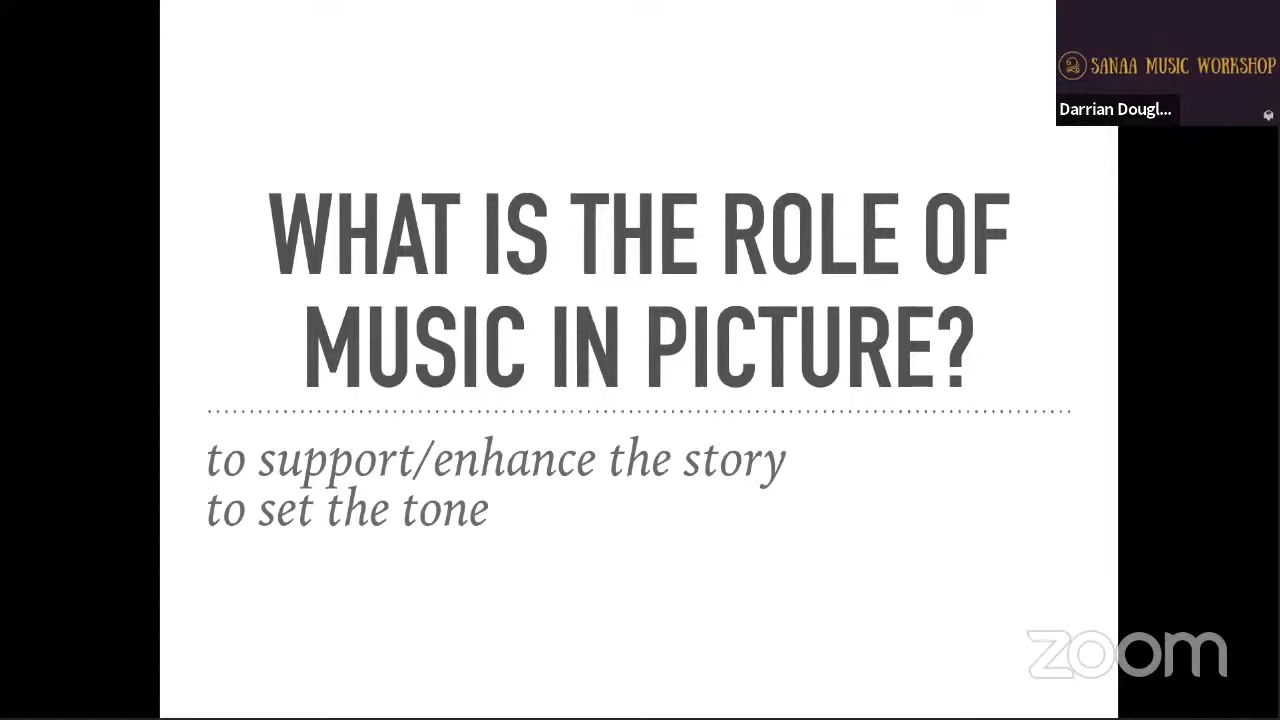 SANAA MUSIC WORKSHOP
Darrian Dougl...
WHAT IS THE ROLE OF
MUSIC IN PICTURE?
to support/enhance the story
to set the tone
zoom